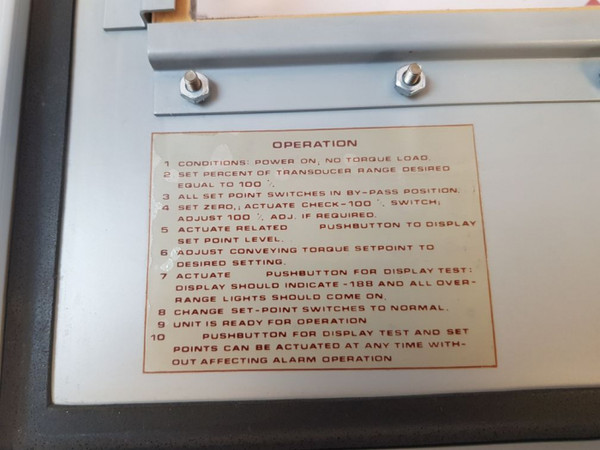 OPERATION
1 CONDITIONS: POWER ON, NO TORQUE LOAD.
2 SET PERCENT OF TRANSDUCER RANGE DESIRED
EQUAL TO 100 %.
3 ALL SET POINT SWITCHES IN BY-PASS POSITION.
4 SET ZERO, ACTUATE CHECK-100 % SWITCH;
ADJUST 100 % ADJ. IF REQUIRED.
5 ACTUATE RELATED PUSHBUTTON TO DISPLAY
SET POINT LEVEL.
6 ADJUST CONVEYING TORQUE SETPOINT TO
DESIRED SETTING.
7 ACTUATE PUSHBUTTON FOR DISPLAY TEST:
DISPLAY SHOULD INDICATE -188 AND ALL OVER-
RANGE LIGHTS SHOULD COME ON.
8 CHANGE SET-POINT SWITCHES TO NORMAL.
9 UNIT IS READY FOR OPERATION
10 PUSHBUTTON FOR DISPLAY TEST AND SET
POINTS CAN BE ACTUATED AT ANY TIME WITH-
OUT AFFECTING ALARM OPERATION